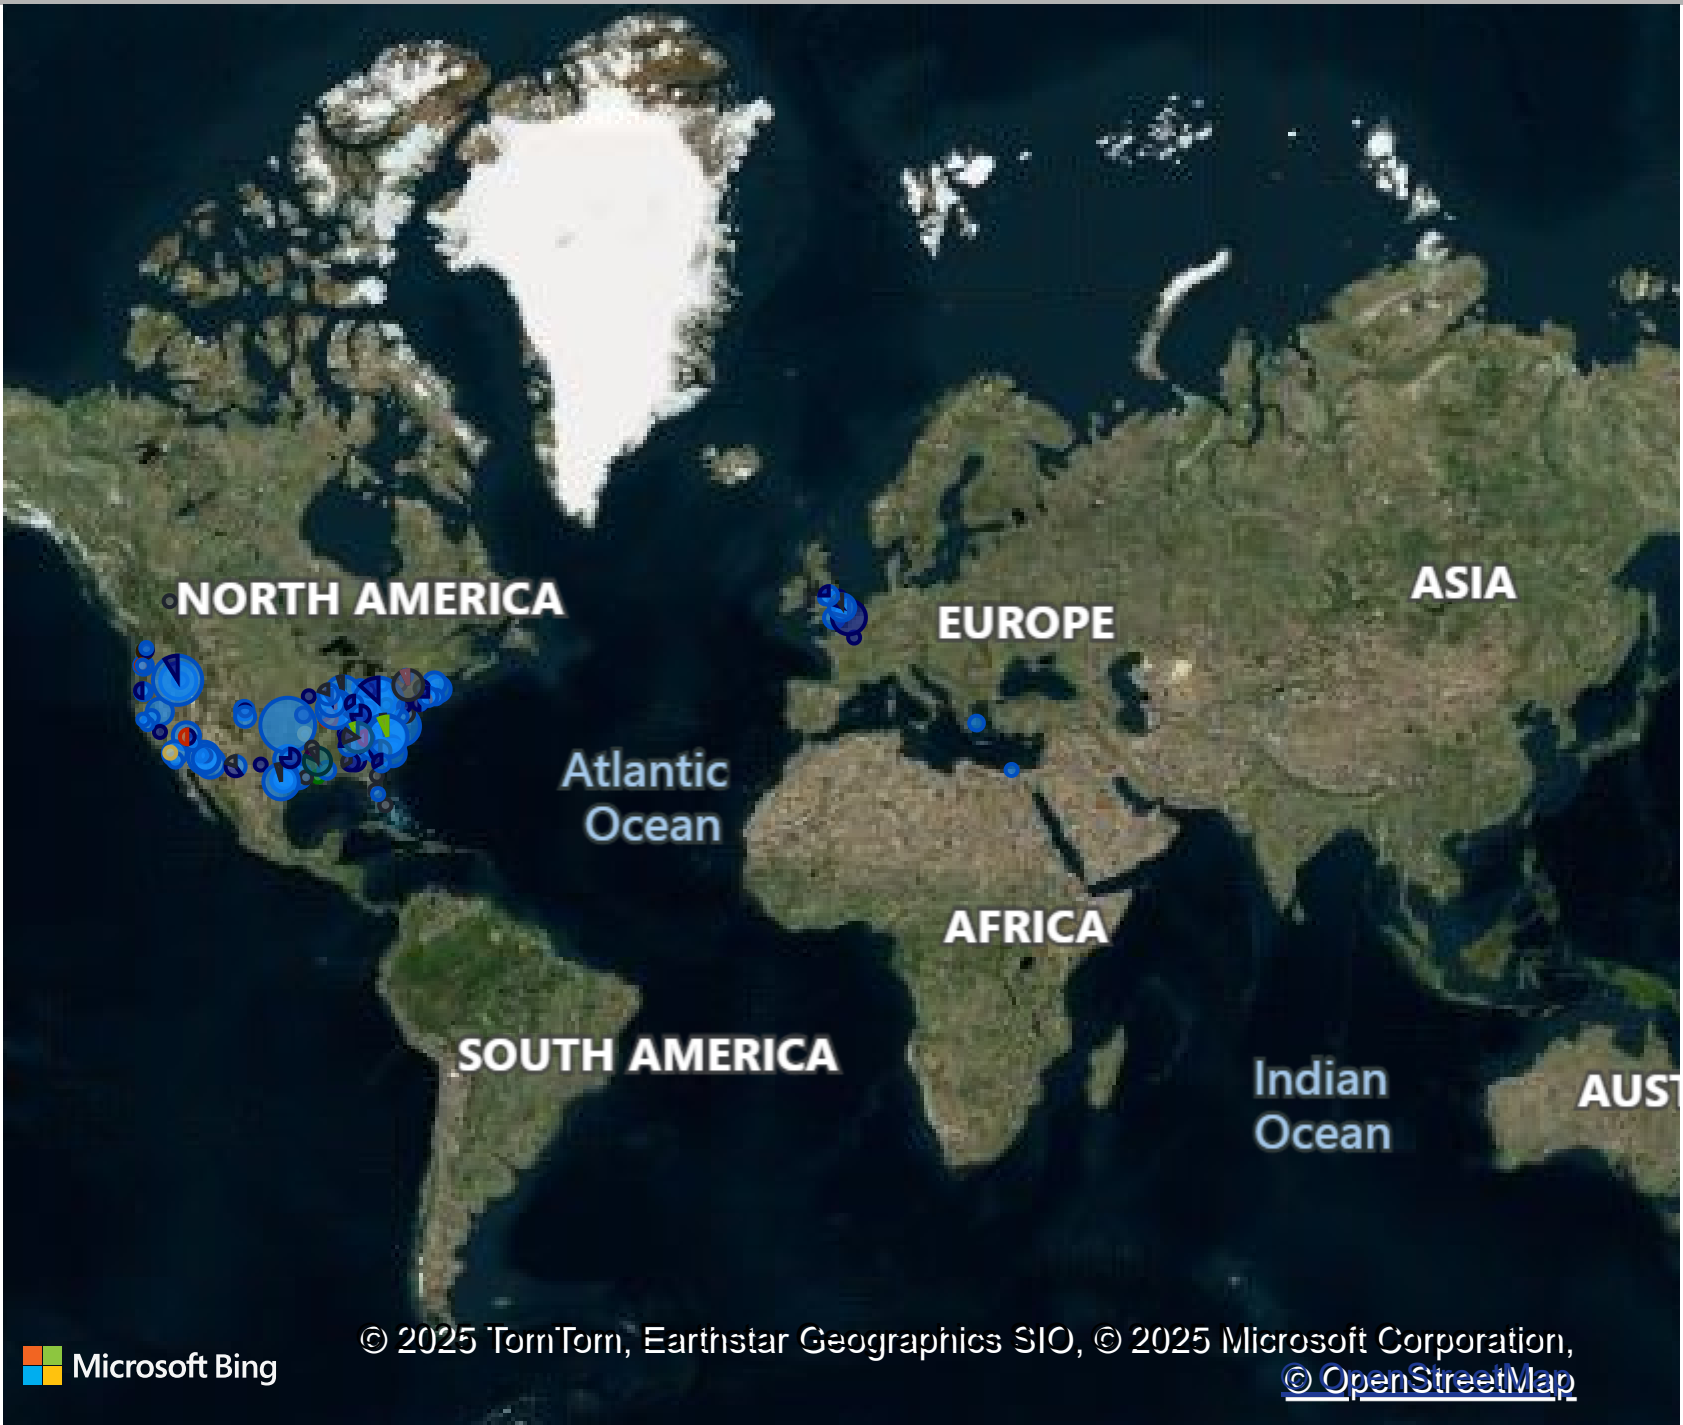 NORTH AMERICA
ASIA
EUROPE
Atlantic
Ocean
AFRICA
SOUTH AMERICA
Indian
Ocean
AUST
© 2025 TomTom, Earthstar Geographics SIO, © 2025 Microsoft Corporation,
Microsoft Bing
© OpenStreetMap